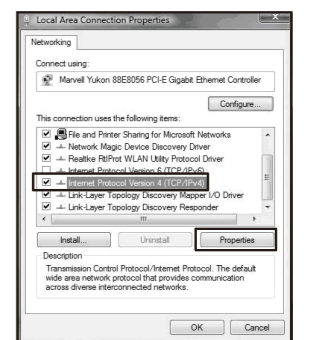 Local Area Connection Properties
Networking
Connect using:
Marvell Yukon 88E8056 PCI-E Gigabit Ethemet Controller
Configure...
This connection uses the following items:
File and Printer Sharing for Microsoft Networks
Network Magic Device Discovery Driver
Realtke RtlProt WLAN Utility Protocol Driver
Internet Protocol Version 6 (TCP/IPv6)
Internet Protocol Version 4 (TCP/IPv4)
Link-Layer Topology Discovery Mapper I/O Driver
Link-Layer Topology Discovery Responder
Install...
Uninstall
Properties
Description
Transmission Control Protocol/Internet Protocol. The default
wide area network protocol that provides communication
across diverse interconnected networks.
OK
Cancel